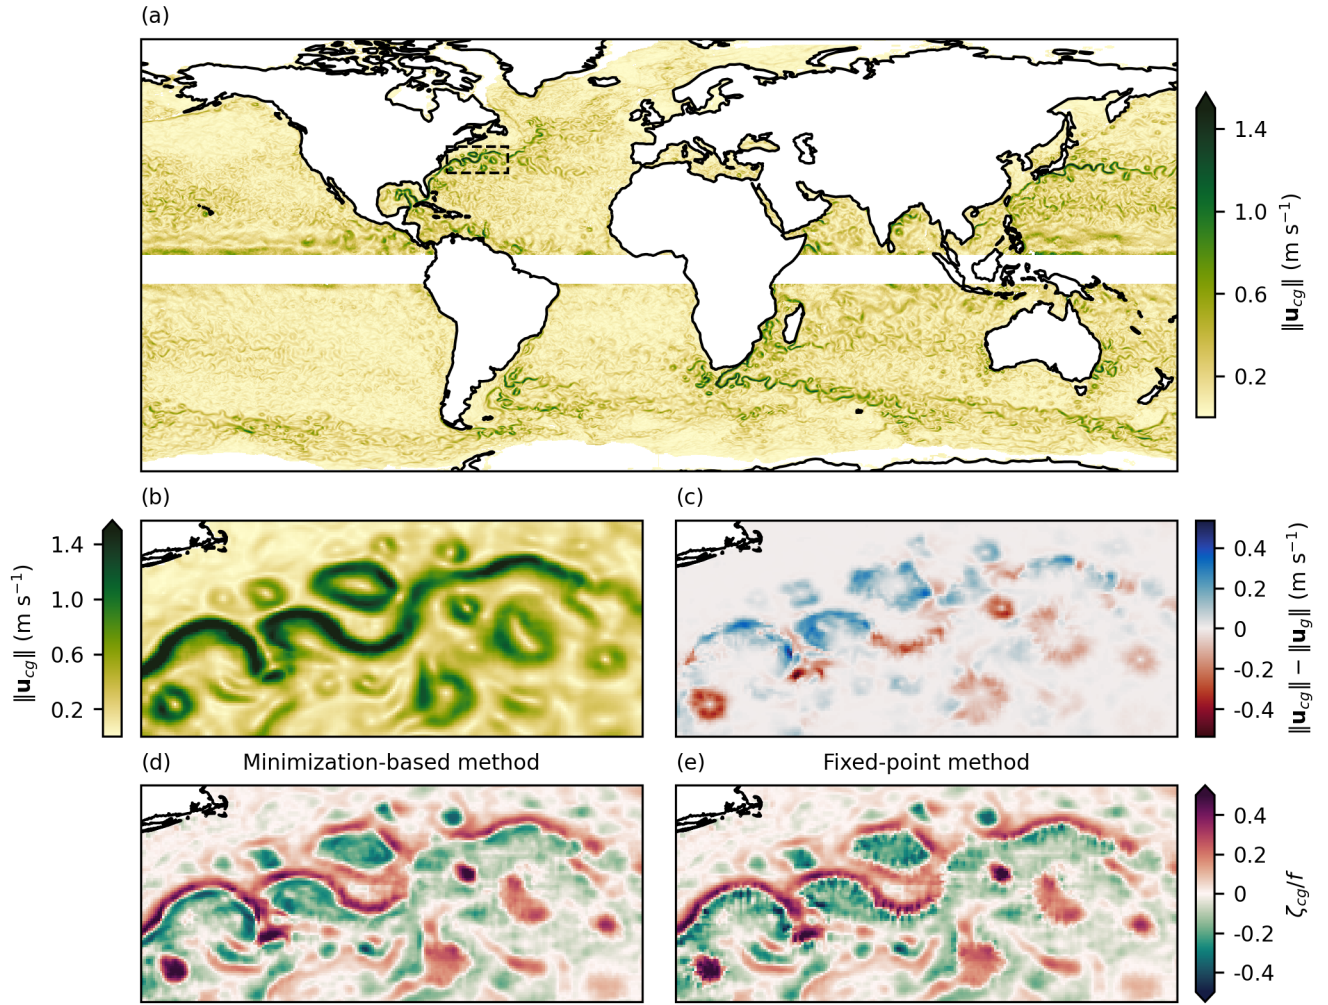 (a)
1.4
1.0
0.6
0.2
‖u_cg‖ (m s⁻¹)
(b)
(c)
1.4
1.0
0.6
0.2
‖u_cg‖ (m s⁻¹)
0.4
0.2
0
-0.2
-0.4
‖u_cg‖ − ‖u_g‖ (m s⁻¹)
(d) Minimization-based method
(e) Fixed-point method
0.4
0.2
0
-0.2
-0.4
ζ_cg/f